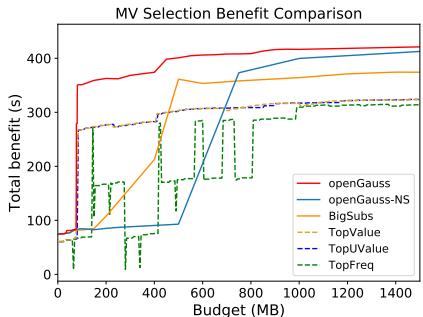 MV Selection Benefit Comparison
Total benefit (s)
400
300
200
100
0
openGauss
openGauss-NS
BigSubs
TopValue
TopUValue
TopFreq
0 200 400 600 800 1000 1200 1400
Budget (MB)